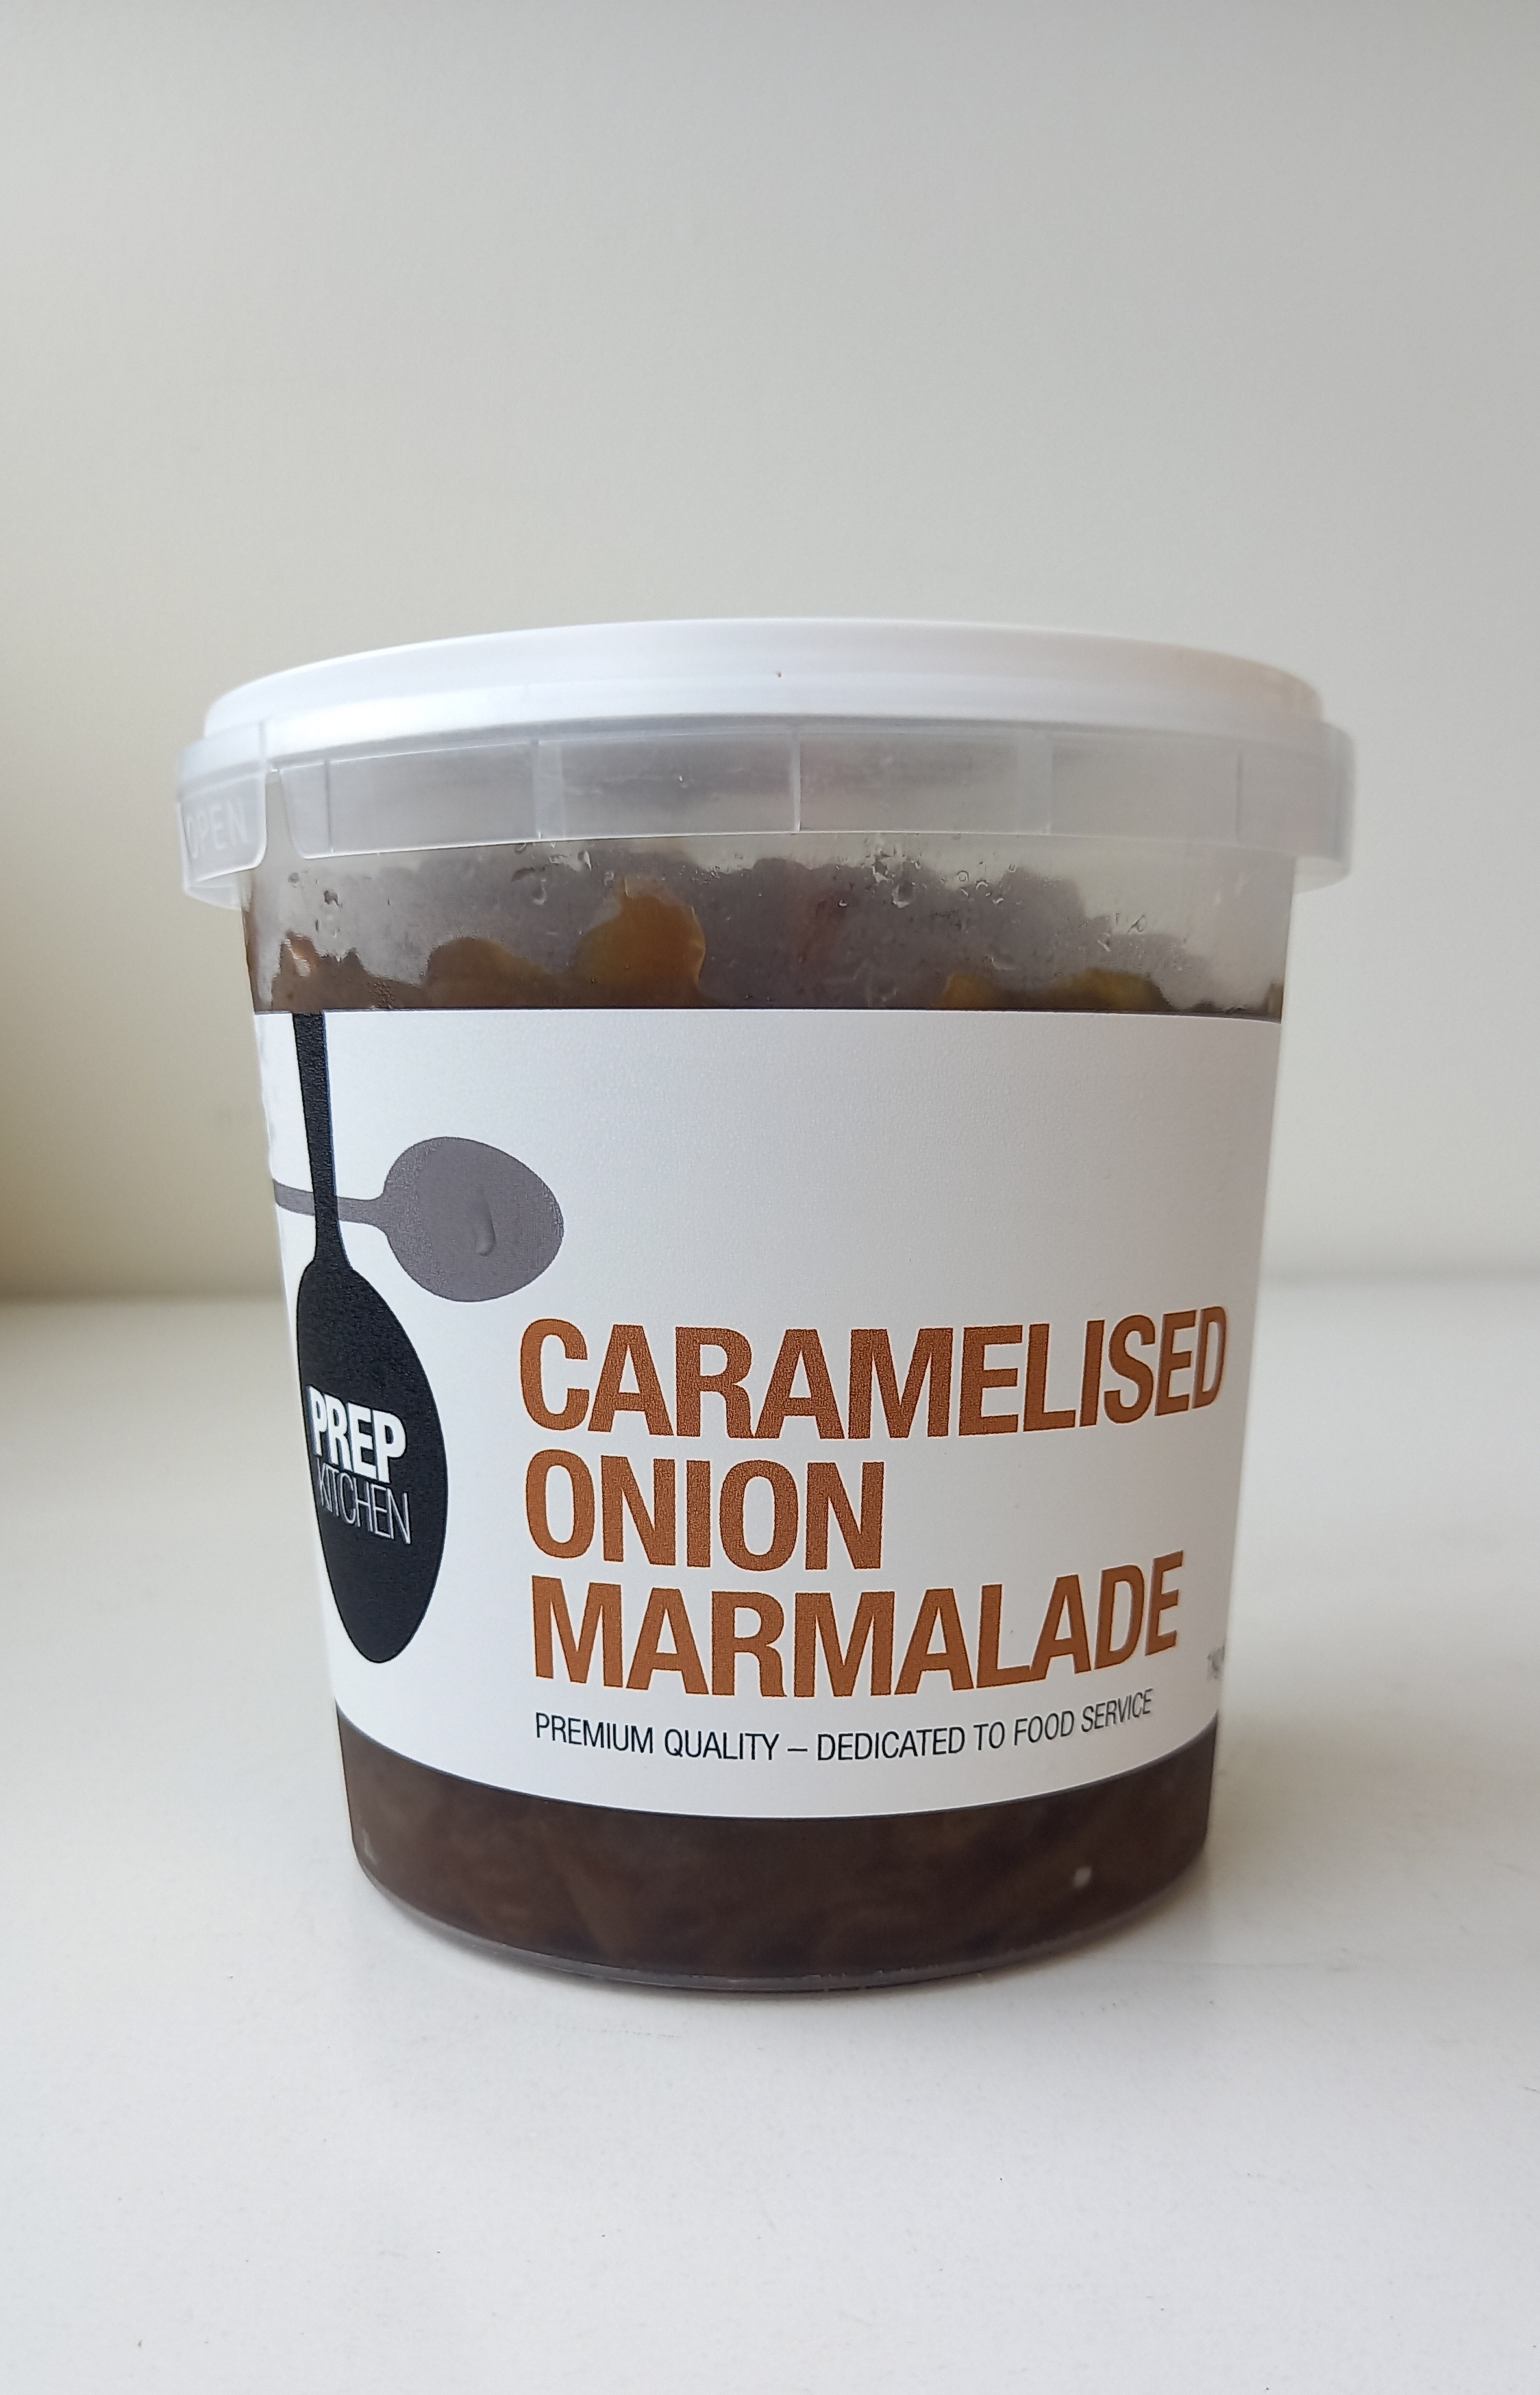 OPEN
PREP
KITCHEN
CARAMELISED
ONION
MARMALADE
PREMIUM QUALITY – DEDICATED TO FOOD SERVICE